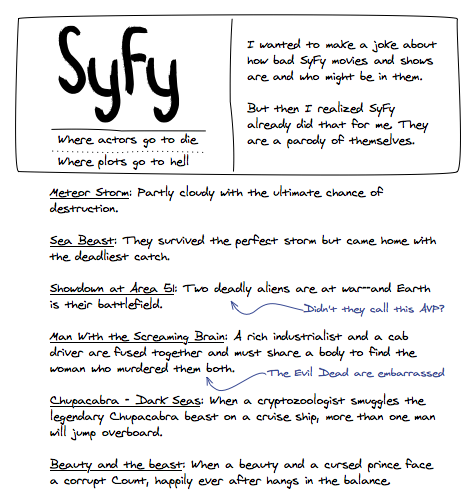 SyFy
Where actors go to die
Where plots go to hell
I wanted to make a joke about
how bad SyFy movies and shows
are and who might be in them.
But then I realized SyFy
already did that for me. They
are a parody of themselves.
Meteor Storm: Partly cloudy with the ultimate chance of
destruction.
Sea Beast: They survived the perfect storm but came home with
the deadliest catch.
Showdown at Area 51: Two deadly aliens are at war--and Earth
is their battlefield.
Didn't they call this AVP?
Man With the Screaming Brain: A rich industrialist and a cab
driver are fused together and must share a body to find the
woman who murdered them both.
The Evil Dead are embarrassed
Chupacabra - Dark Seas: When a cryptozoologist smuggles the
legendary Chupacabra beast on a cruise ship, more than one man
will jump overboard.
Beauty and the beast: When a beauty and a cursed prince face
a corrupt Count, happily ever after hangs in the balance.